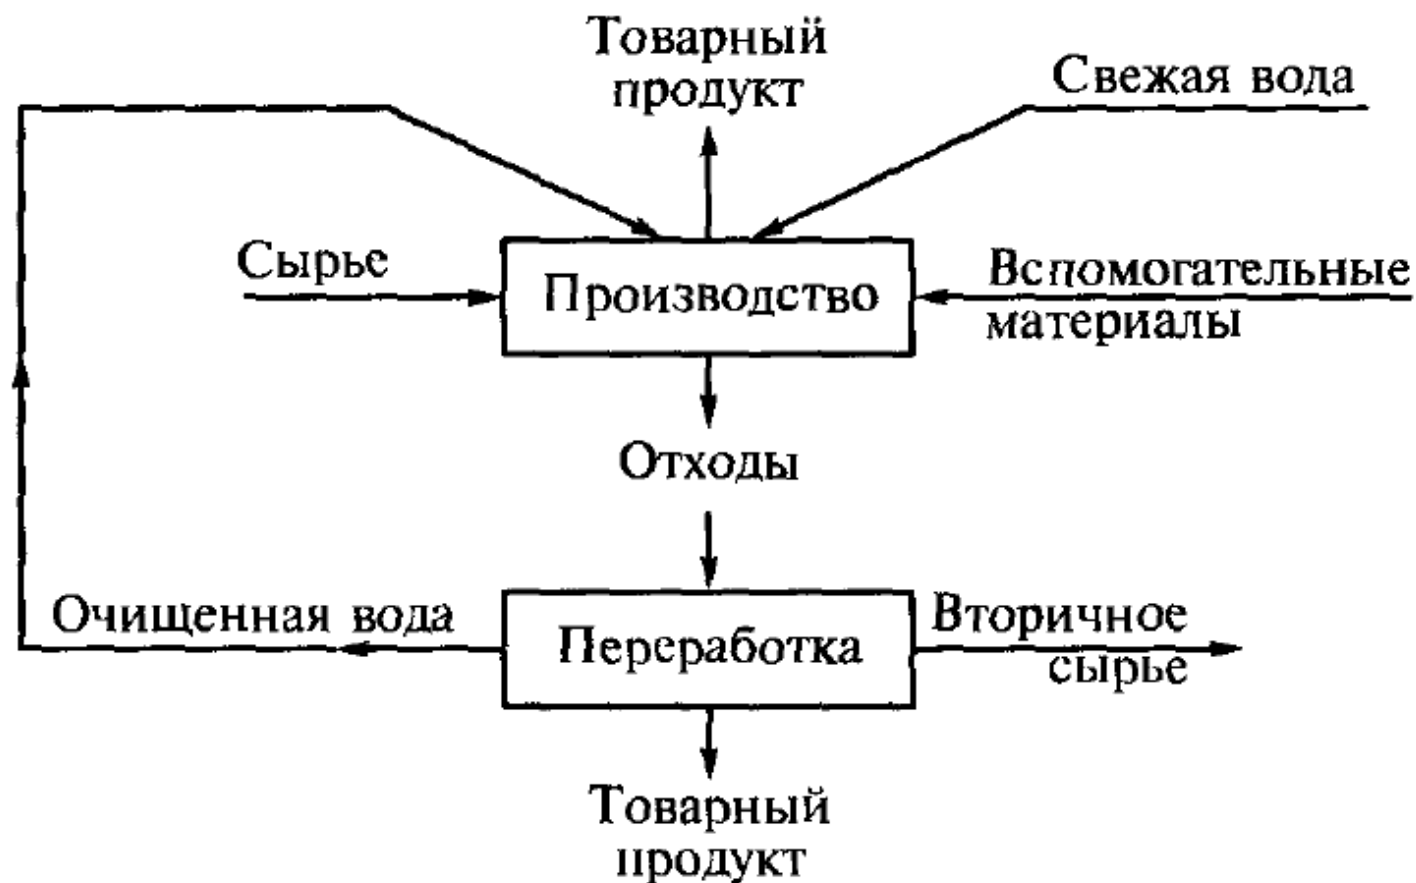 Товарный
продукт
Свежая вода
Сырье
Производство
Вспомогательные
материалы
Отходы
Очищенная вода
Переработка
Вторичное
сырье
Товарный
продукт